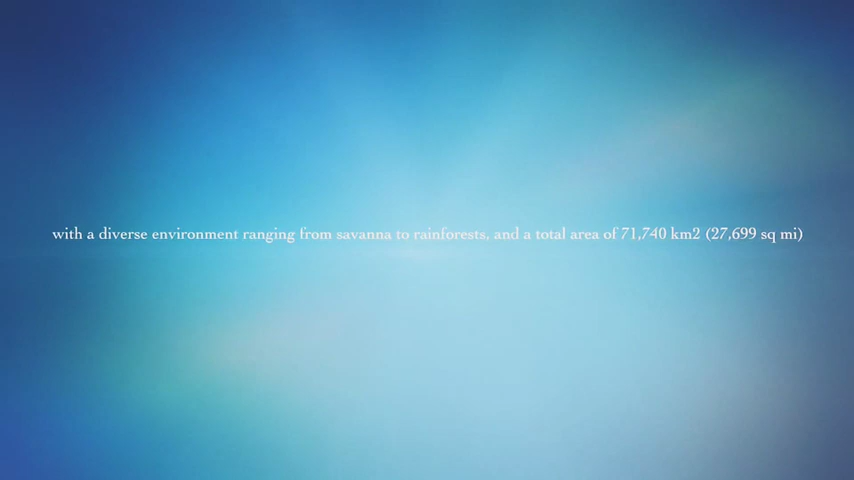 with a diverse environment ranging from savanna to rainforests, and a total area of 71,740 km2 (27,699 sq mi)